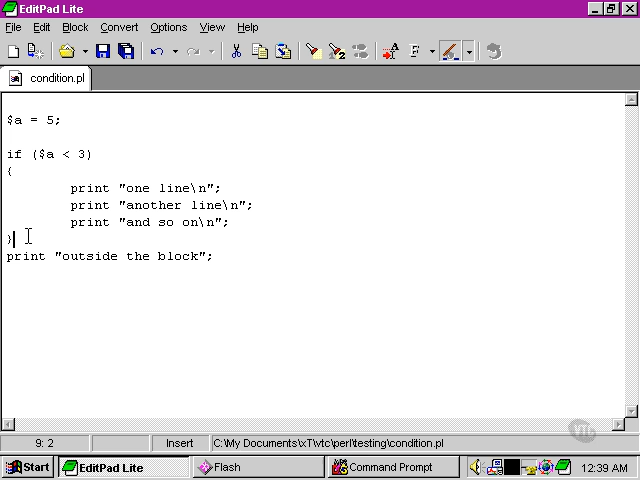 EditPad Lite
File Edit Block Convert Options View Help
condition.pl
$a = 5;
if ($a < 3)
{
print "one line\n";
print "another line\n";
print "and so on\n";
}
print "outside the block";
VTC
9: 2 Insert C:\My Documents\xT\vtc\perl\testing\condition.pl
Start EditPad Lite Flash Command Prompt 12:39 AM